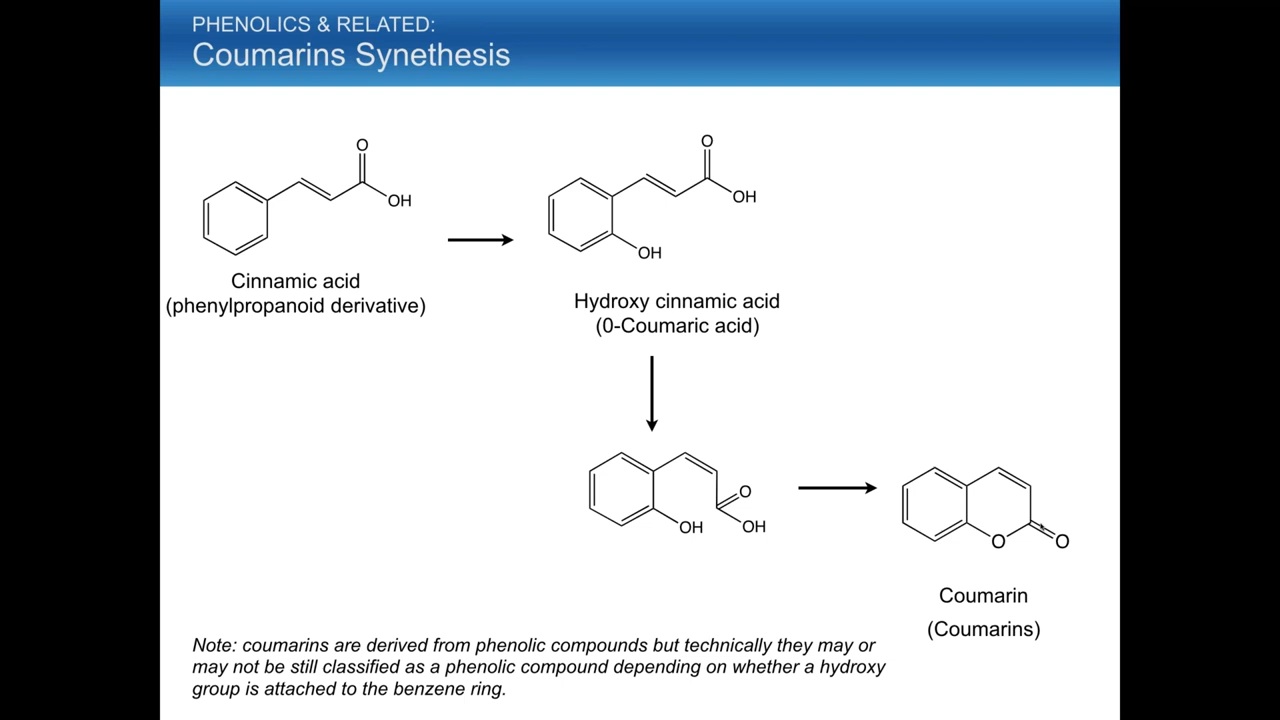 PHENOLICS & RELATED:
Coumarins Synethesis
O
OH
Cinnamic acid
(phenylpropanoid derivative)
O
OH
OH
Hydroxy cinnamic acid
(0-Coumaric acid)
O
OH
OH
O
O
Coumarin
(Coumarins)
Note: coumarins are derived from phenolic compounds but technically they may or
may not be still classified as a phenolic compound depending on whether a hydroxy
group is attached to the benzene ring.